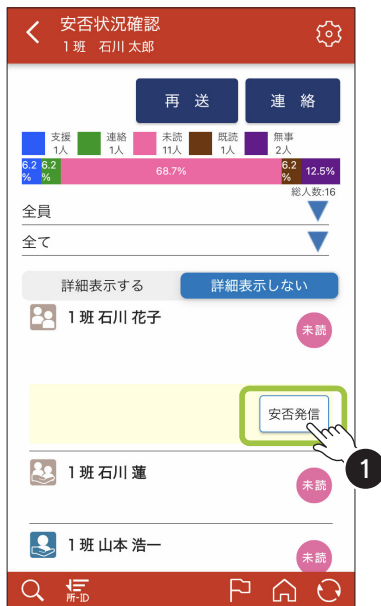 安否状況確認
1班 石川 太郎
再 送
連 絡
支援
1人
連絡
1人
未読
11人
既読
1人
無事
2人
6.2
%
6.2
%
68.7%
6.2
%
12.5%
総人数:16
全員
全て
詳細表示する
詳細表示しない
1班 石川 花子
未読
安否発信
1
1班 石川 蓮
未読
1班 山本 浩一
未読
所-ID